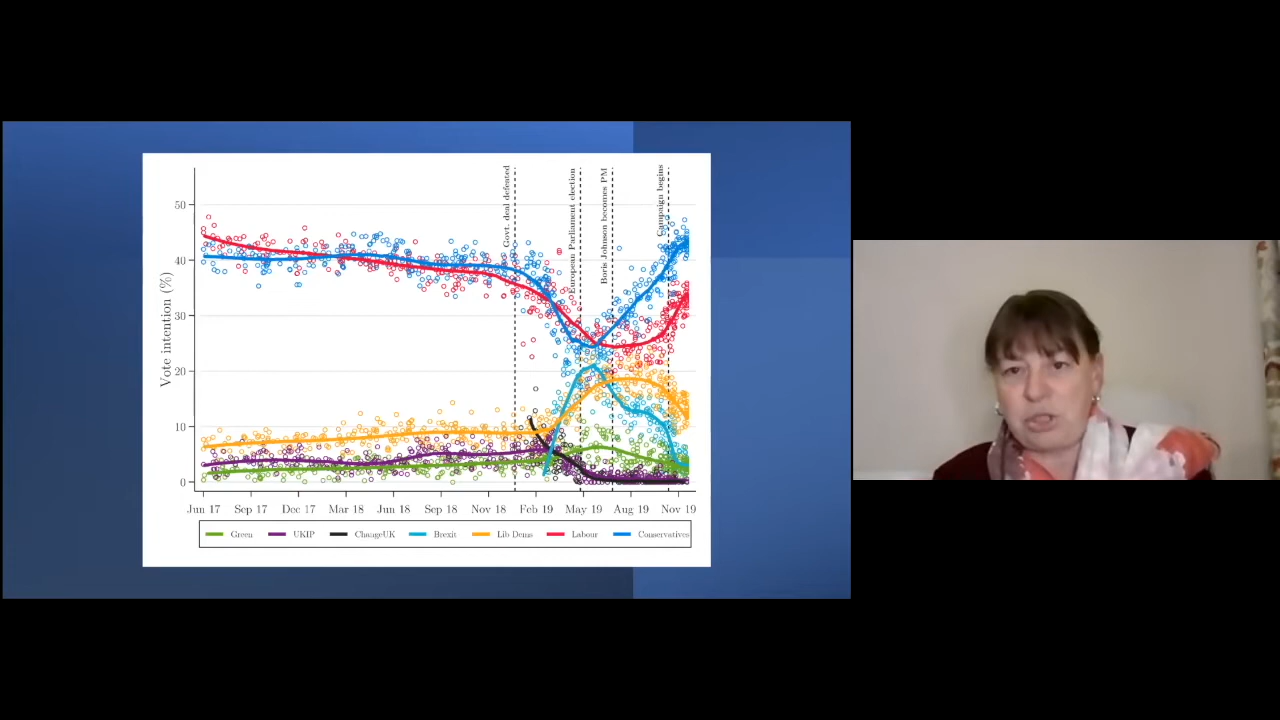 Govt. deal defeated
European Parliament election
Boris Johnson becomes PM
Campaign begins
Vote intention (%)
50
40
30
20
10
0
Jun 17 Sep 17 Dec 17 Mar 18 Jun 18 Sep 18 Nov 18 Feb 19 May 19 Aug 19 Nov 19
Green UKIP ChangeUK Brexit Lib Dems Labour Conservatives